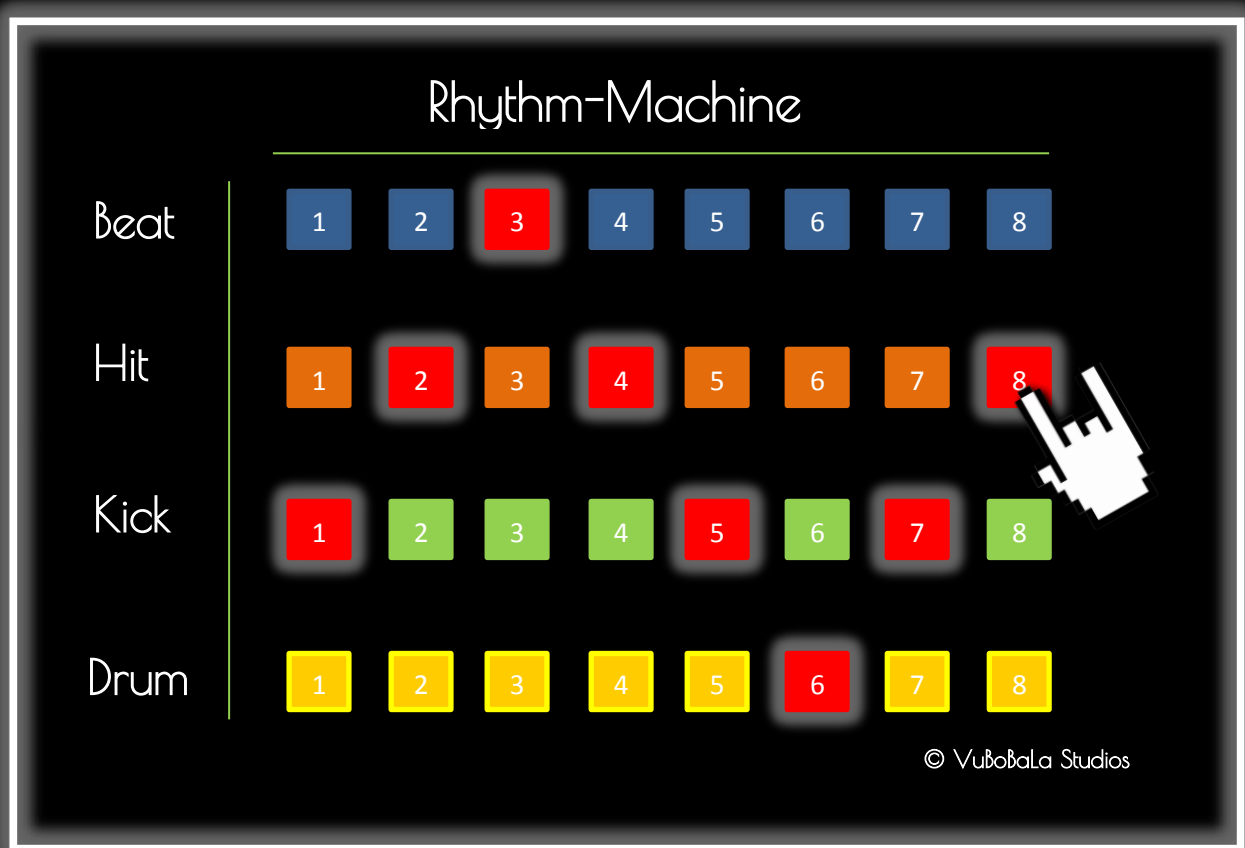 Rhythm-Machine
Beat 1 2 3 4 5 6 7 8
Hit 1 2 3 4 5 6 7 8
Kick 1 2 3 4 5 6 7 8
Drum 1 2 3 4 5 6 7 8
© VuBoBaLa Studios